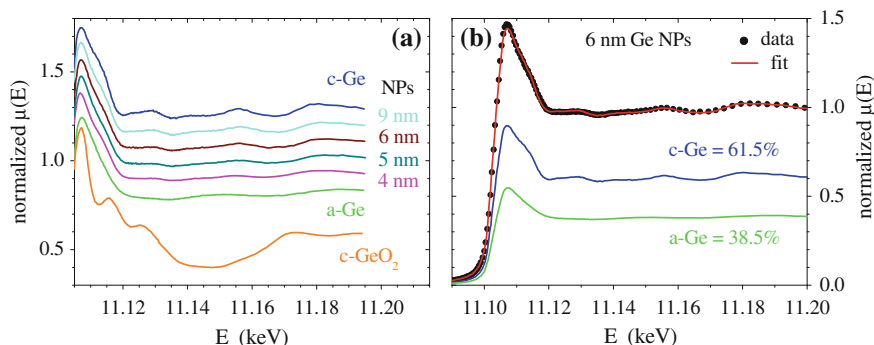 (a)
c-Ge
NPs
9 nm
6 nm
5 nm
4 nm
a-Ge
c-GeO₂
normalized μ(E)
1.5
1.0
0.5
11.12 11.14 11.16 11.18 11.20
E (keV)
(b)
6 nm Ge NPs
data
fit
c-Ge = 61.5%
a-Ge = 38.5%
1.5
1.0
0.5
0.0
normalized μ(E)
11.10 11.12 11.14 11.16 11.18 11.20
E (keV)